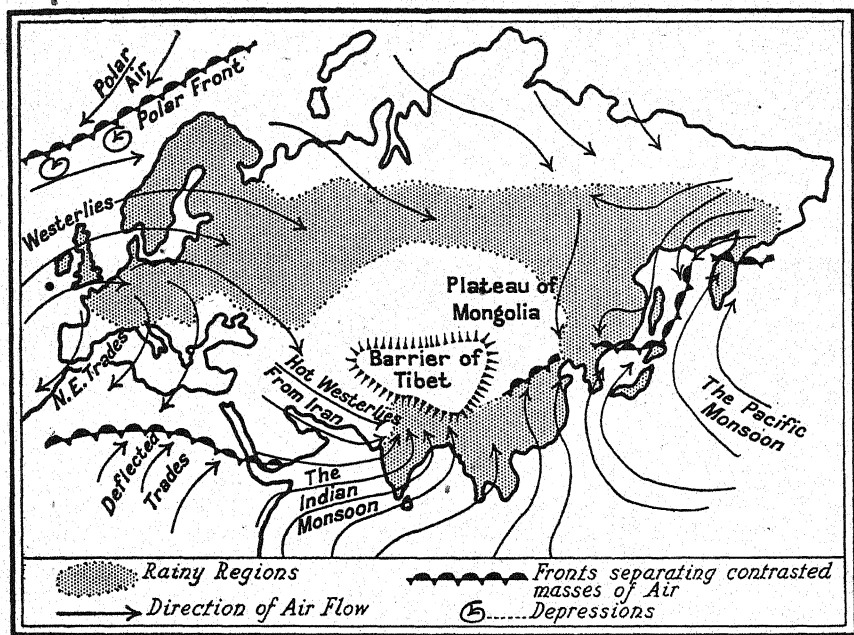 Polar
Air
Polar Front
Westerlies
Plateau of
Mongolia
Barrier of
Tibet
N.E. Trades
Hot Westerlies
From Iran
The Pacific
Monsoon
Deflected
Trades
The
Indian
Monsoon
Rainy Regions
Direction of Air Flow
Fronts separating contrasted
masses of Air
Depressions